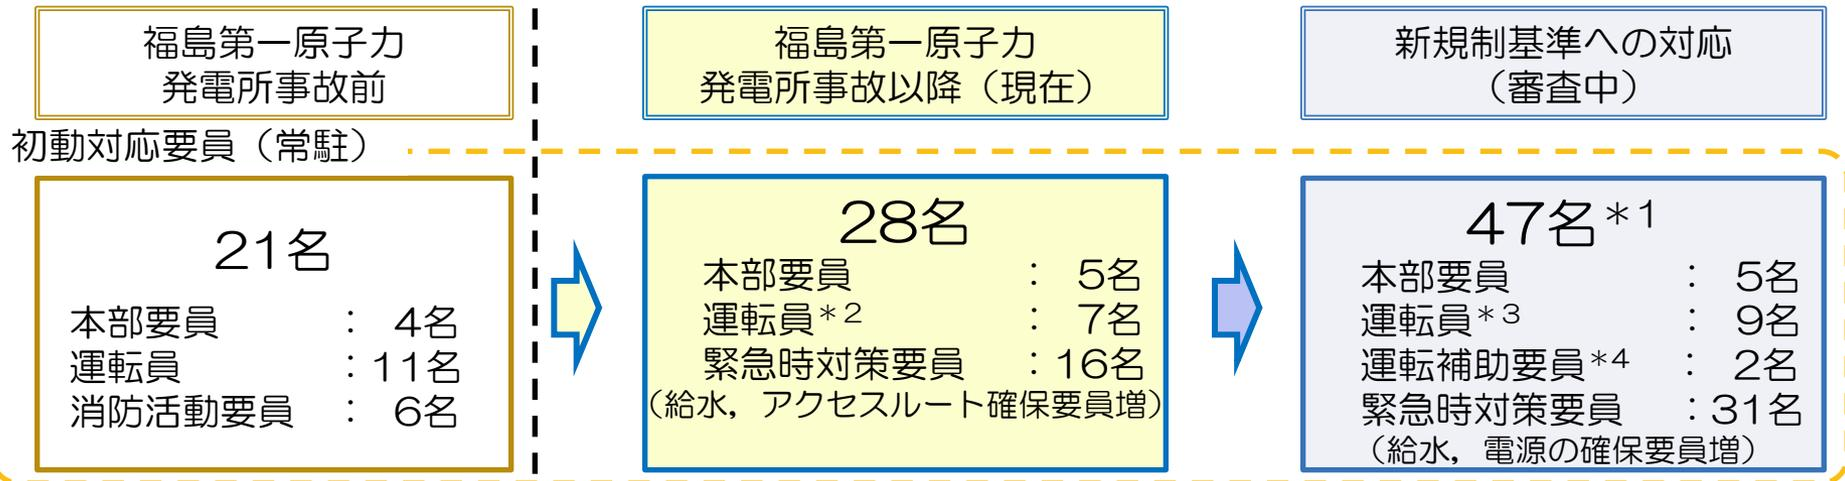 福島第一原子力
発電所事故前
福島第一原子力
発電所事故以降（現在）
新規制基準への対応
（審査中）
初動対応要員（常駐）
21名
本部要員 ： 4名
運転員 ：11名
消防活動要員 ： 6名
28名
本部要員 ： 5名
運転員＊2 ： 7名
緊急時対策要員 ：16名
（給水，アクセスルート確保要員増）
47名＊1
本部要員 ： 5名
運転員＊3 ： 9名
運転補助要員＊4 ： 2名
緊急時対策要員 ：31名
（給水，電源の確保要員増）